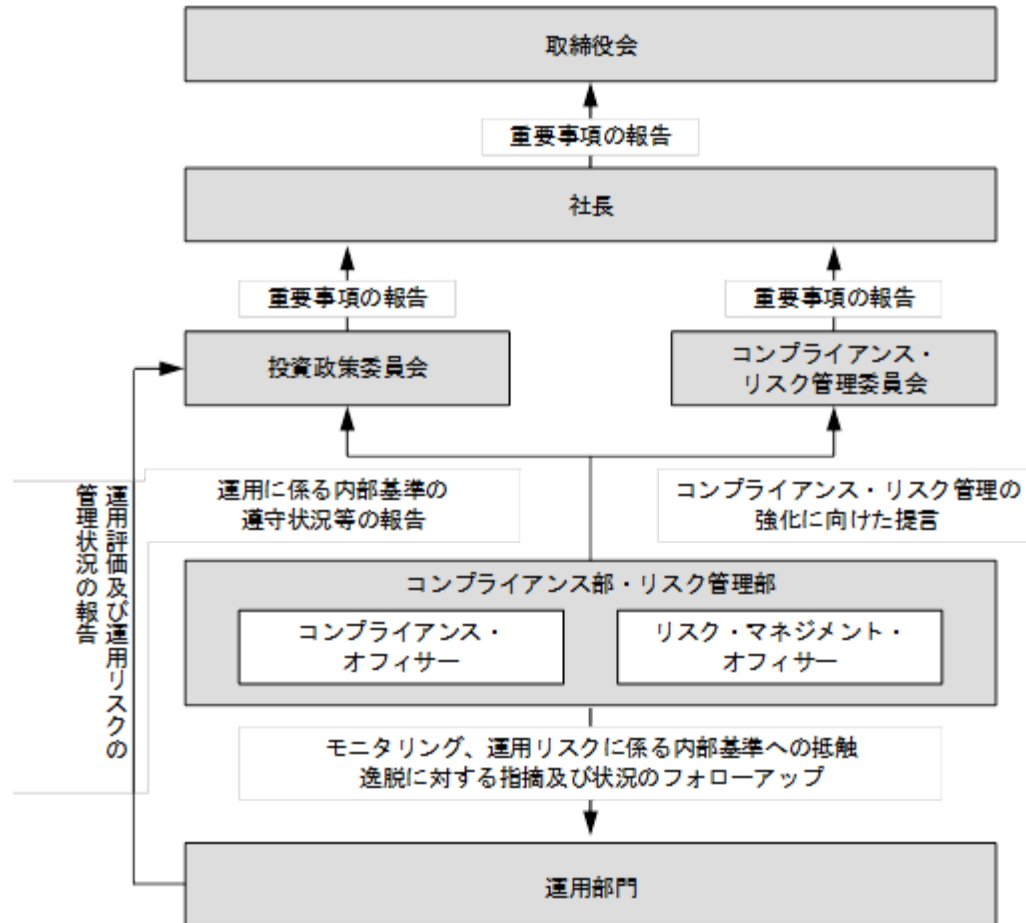 取締役会
重要事項の報告
社長
重要事項の報告
重要事項の報告
投資政策委員会
コンプライアンス・
リスク管理委員会
運用に係る内部基準の
遵守状況等の報告
コンプライアンス・リスク管理の
強化に向けた提言
運用評価及び運用リスクの
管理状況の報告
コンプライアンス部・リスク管理部
コンプライアンス・
オフィサー
リスク・マネジメント・
オフィサー
モニタリング、運用リスクに係る内部基準への抵触
逸脱に対する指摘及び状況のフォローアップ
運用部門